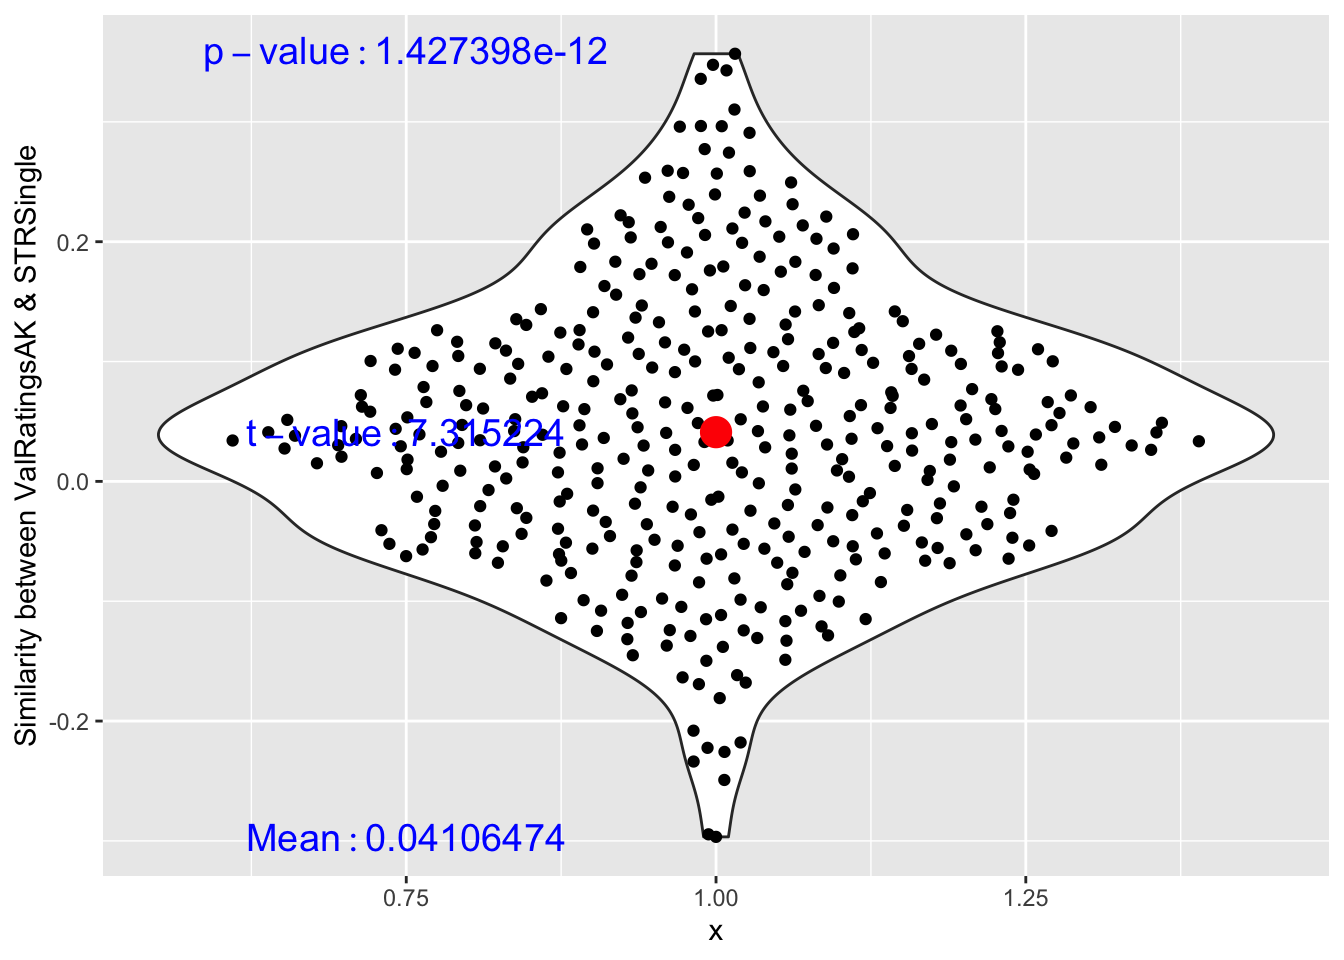 p − value : 1.427398e-12
Similarity between ValRatingsAK & STRSingle
0.2
t − value : 7.315224
0.0
-0.2
Mean : 0.04106474
0.75 1.00 1.25
x